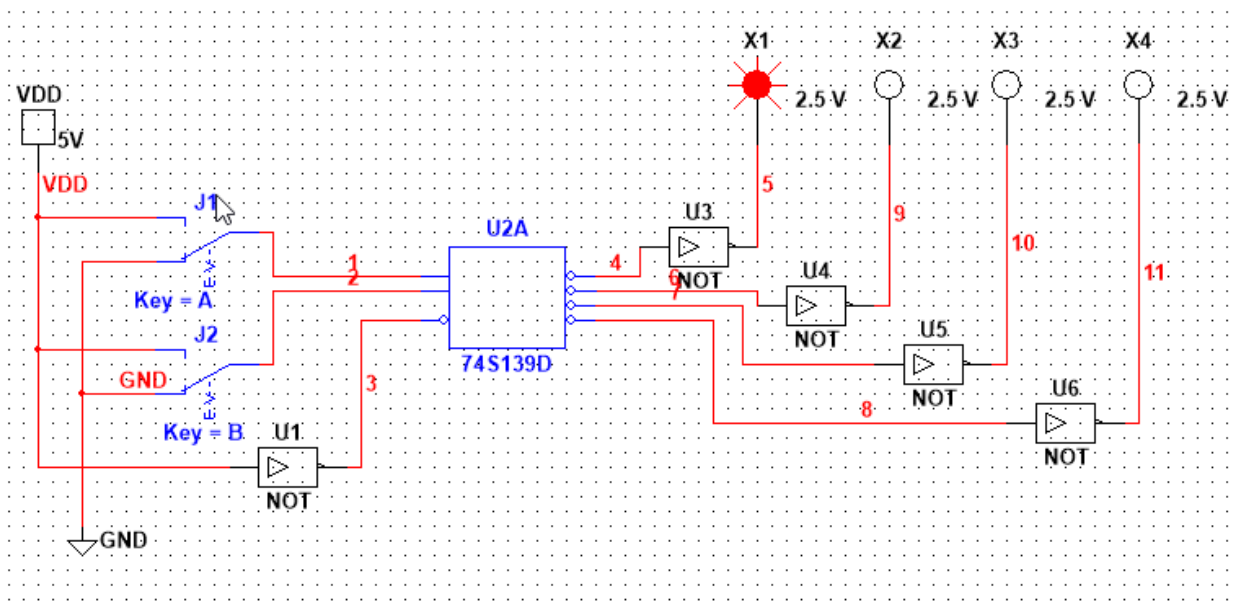 X1
X2
X3
X4
2.5 V
2.5 V
2.5 V
2.5 V
VDD
5V
VDD
J1
5
9
10
11
U3
U2A
1
2
4
6
7
NOT
U4
Key = A
J2
NOT
U5
74S139D
GND
3
NOT
U6
8
Key = B
U1
NOT
NOT
GND